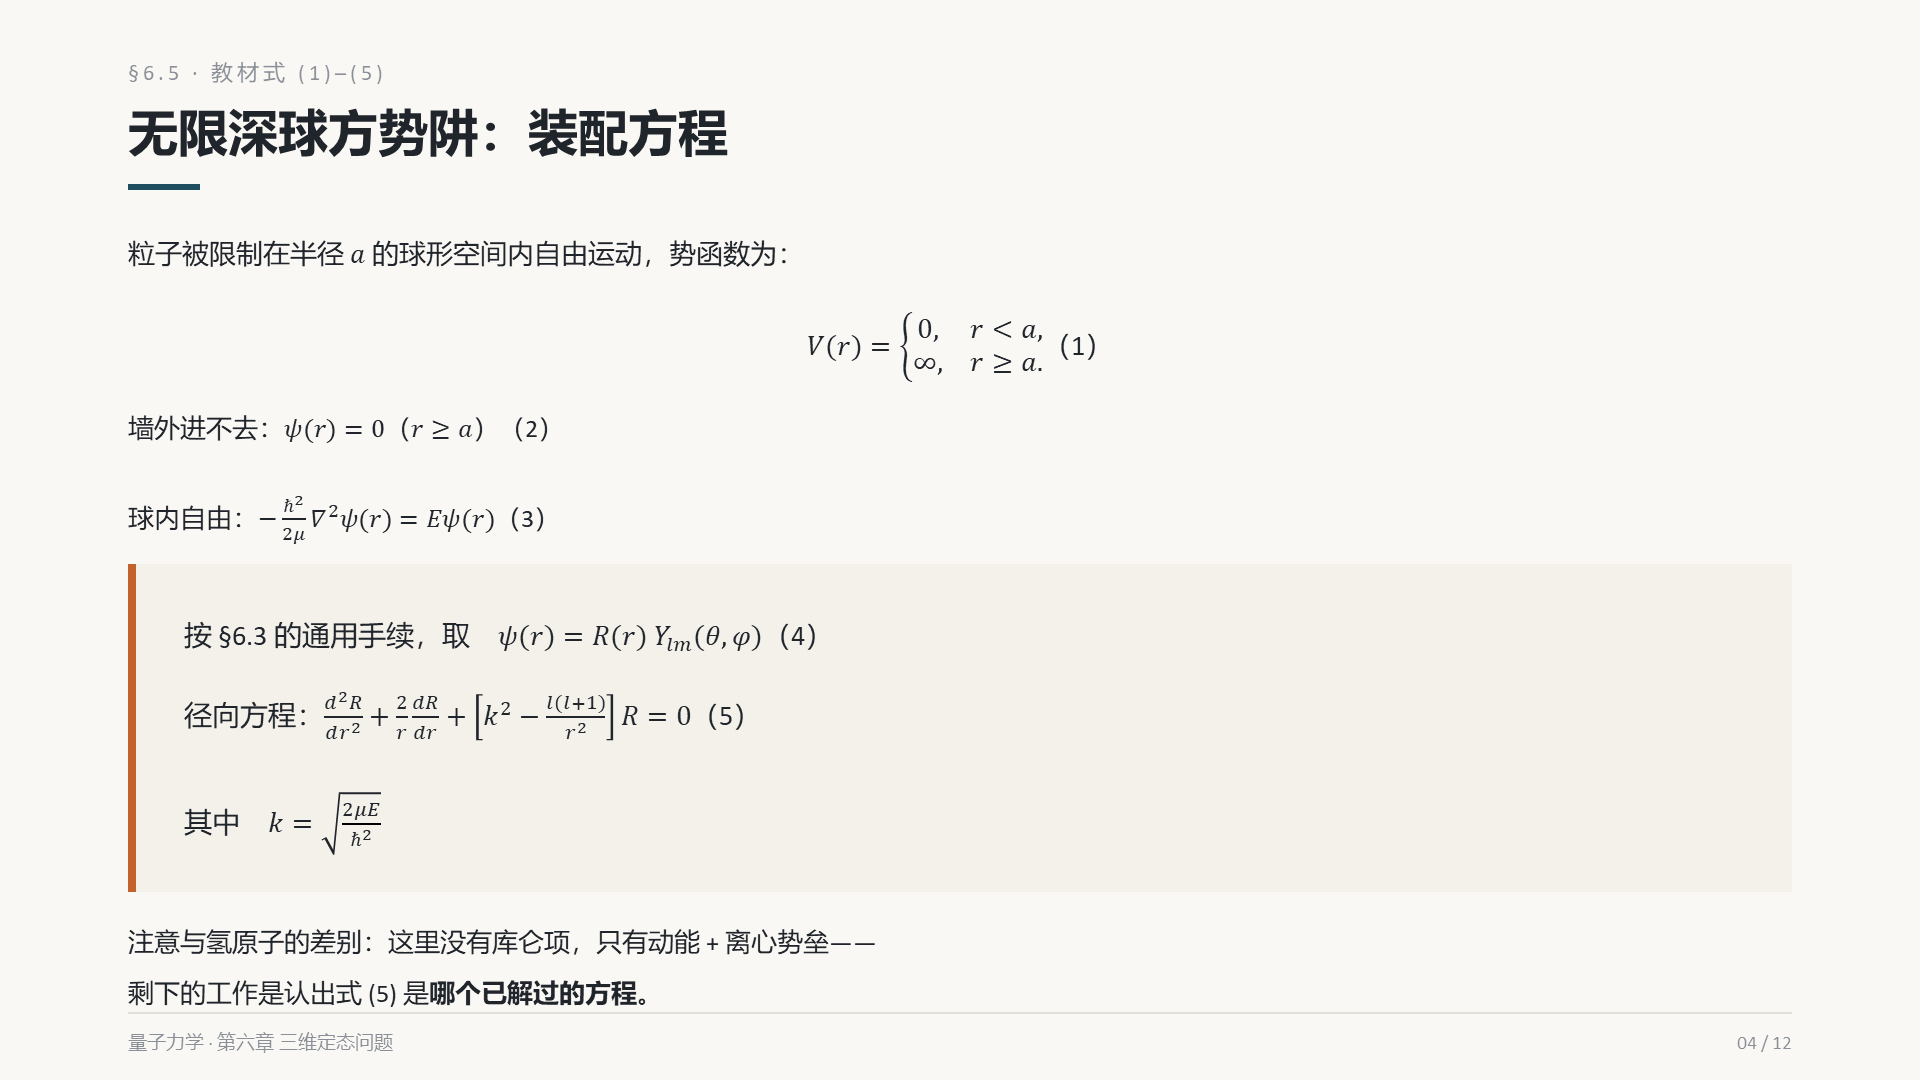 §6.5 · 教材式 (1)–(5)
无限深球方势阱：装配方程
粒子被限制在半径 a 的球形空间内自由运动，势函数为：
V(r) = { 0, r < a, ∞, r ≥ a. （1）
墙外进不去：ψ(r) = 0（r ≥ a）（2）
球内自由：−ℏ²/2μ ∇²ψ(r) = Eψ(r)（3）
按 §6.3 的通用手续，取 ψ(r) = R(r) Yₗₘ(θ, φ)（4）
径向方程：d²R/dr² + 2/r dR/dr + [k² − l(l+1)/r²] R = 0（5）
其中 k = √(2μE/ℏ²)
注意与氢原子的差别：这里没有库仑项，只有动能 + 离心势垒——
剩下的工作是认出式 (5) 是哪个已解过的方程。
量子力学 · 第六章 三维定态问题
04 / 12